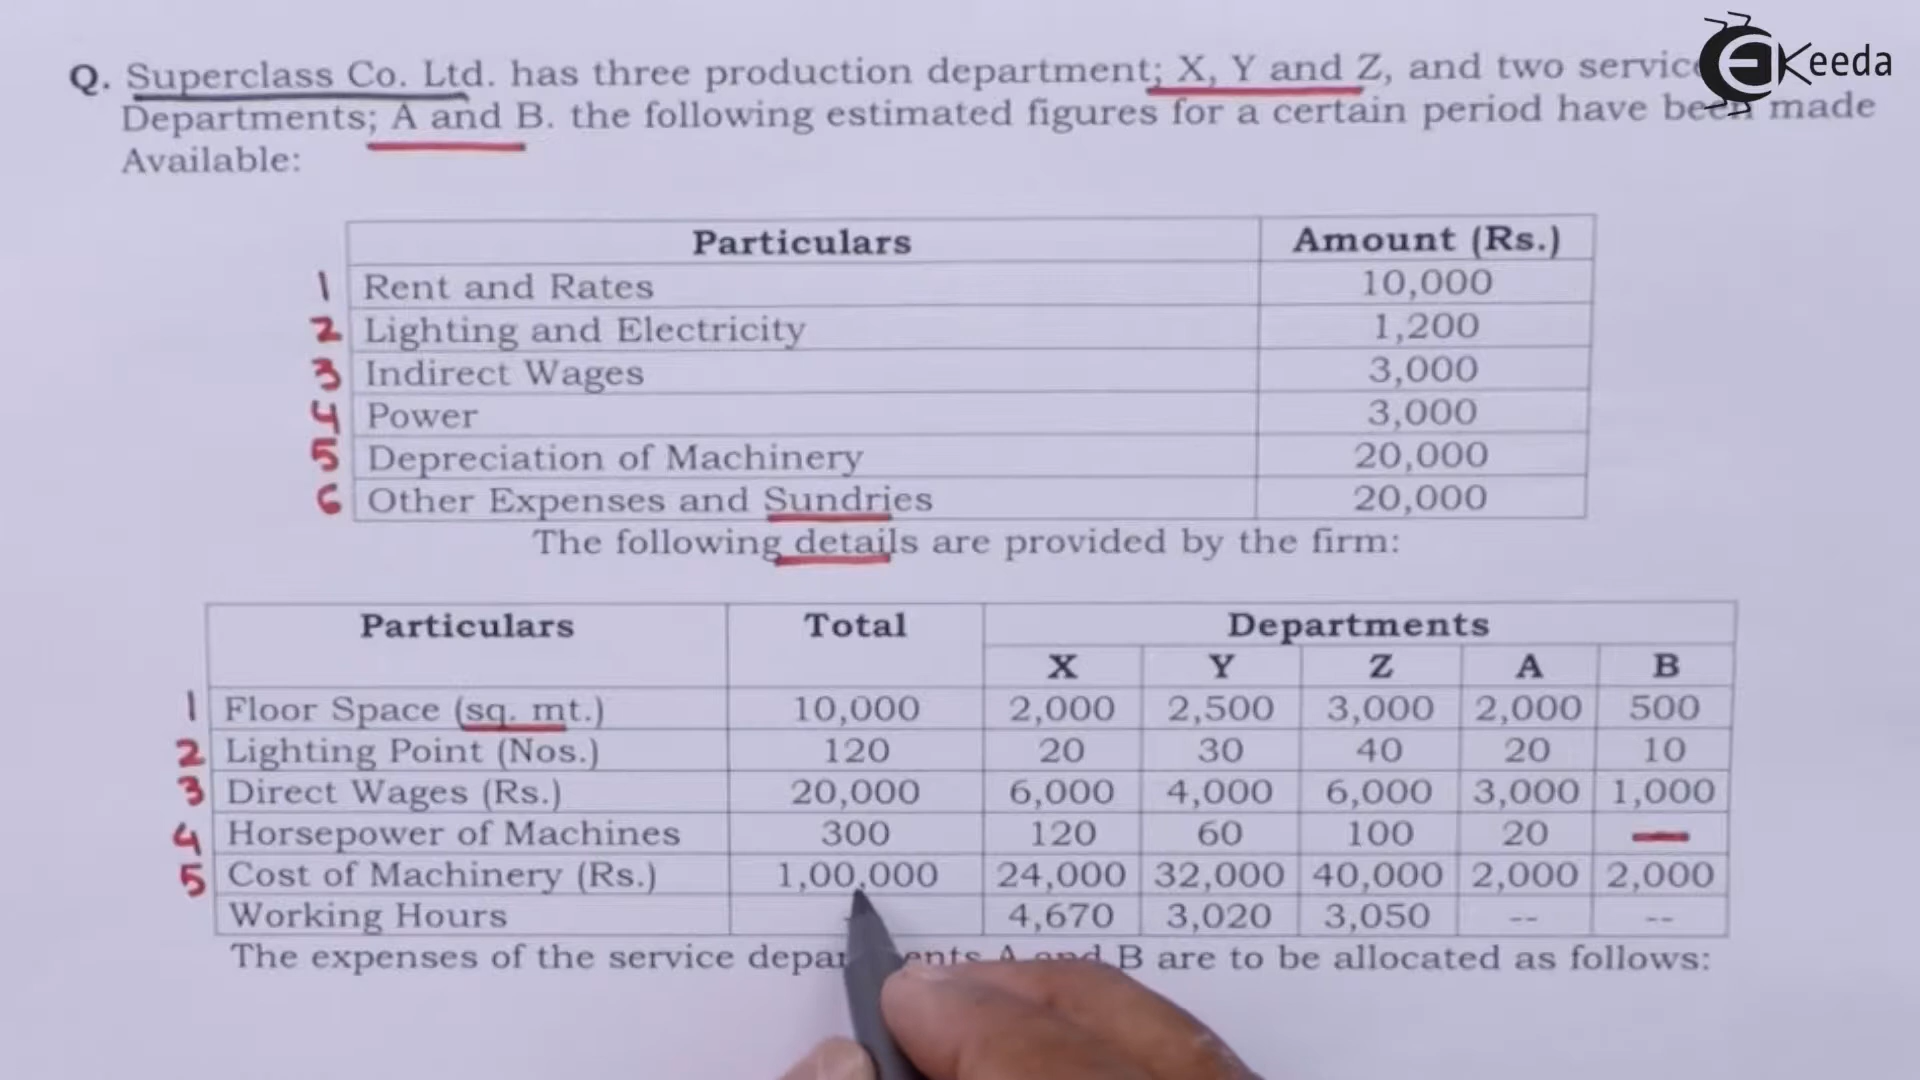 Keeda
Q. Superclass Co. Ltd. has three production department; X, Y and Z, and two service
Departments; A and B. the following estimated figures for a certain period have been made
Available:
Particulars Amount (Rs.)
1 Rent and Rates 10,000
2 Lighting and Electricity 1,200
3 Indirect Wages 3,000
4 Power 3,000
5 Depreciation of Machinery 20,000
6 Other Expenses and Sundries 20,000
The following details are provided by the firm:
Particulars Total Departments
X Y Z A B
1 Floor Space (sq. mt.) 10,000 2,000 2,500 3,000 2,000 500
2 Lighting Point (Nos.) 120 20 30 40 20 10
3 Direct Wages (Rs.) 20,000 6,000 4,000 6,000 3,000 1,000
4 Horsepower of Machines 300 120 60 100 20 —
5 Cost of Machinery (Rs.) 1,00,000 24,000 32,000 40,000 2,000 2,000
Working Hours 4,670 3,020 3,050 -- --
The expenses of the service A and B are to be allocated as follows: